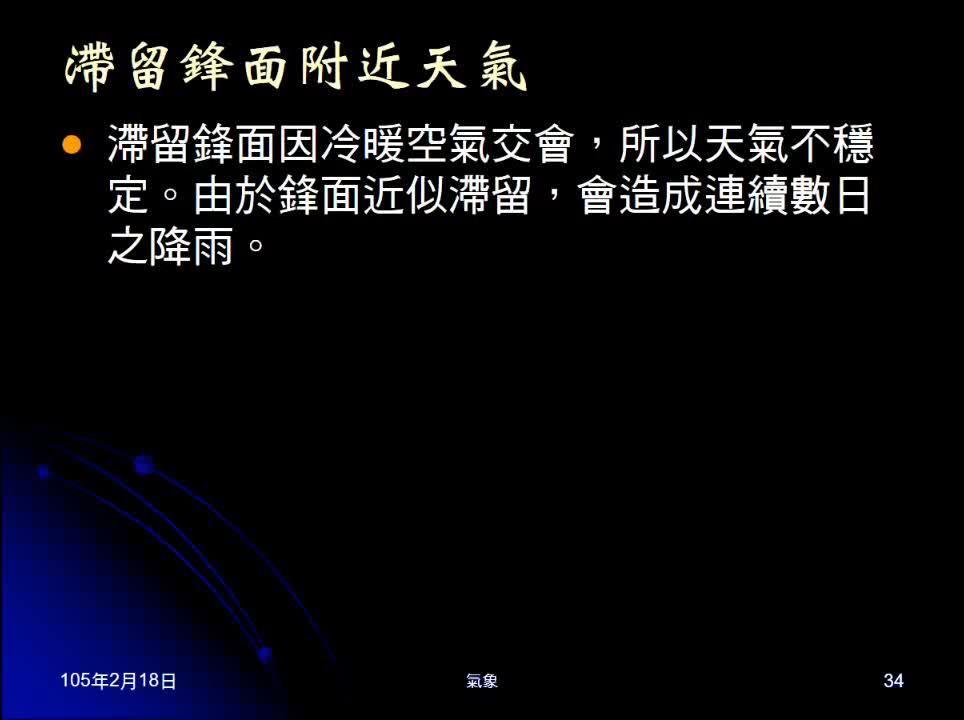 滯留鋒面附近天氣
滯留鋒面因冷暖空氣交會，所以天氣不穩
定。由於鋒面近似滯留，會造成連續數日
之降雨。
105年2月18日
氣象
34